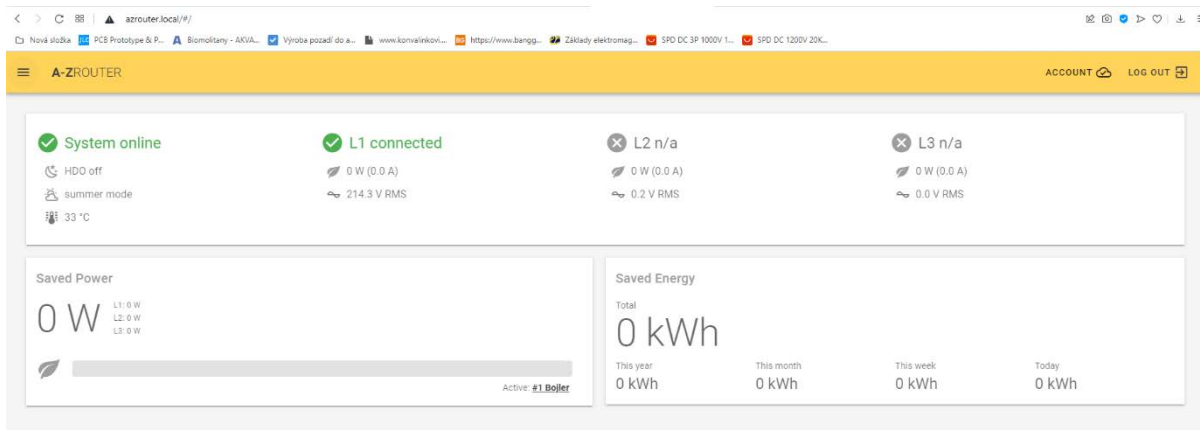 azrouter.local/#/
Nová složka PCB Prototype & P... Biomolitany - AKVA... Výroba pozadí do a... www.konvalinkovi.... https://www.bangg... Základy elektromag... SPD DC 3P 1000V 1... SPD DC 1200V 20K...
A-ZROUTER ACCOUNT LOG OUT
System online L1 connected L2 n/a L3 n/a
HDO off 0 W (0.0 A) 0 W (0.0 A) 0 W (0.0 A)
summer mode 214.3 V RMS 0.2 V RMS 0.0 V RMS
33 °C
Saved Power
0 W
L1: 0 W
L2: 0 W
L3: 0 W
Active: #1 Bojler
Saved Energy
Total
0 kWh
This year This month This week Today
0 kWh 0 kWh 0 kWh 0 kWh